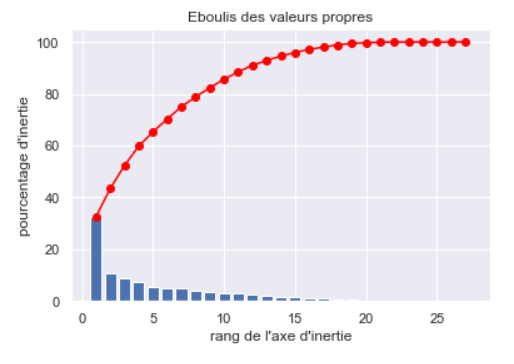 Eboulis des valeurs propres
100
80
60
40
20
0
pourcentage d'inertie
0 5 10 15 20 25
rang de l'axe d'inertie